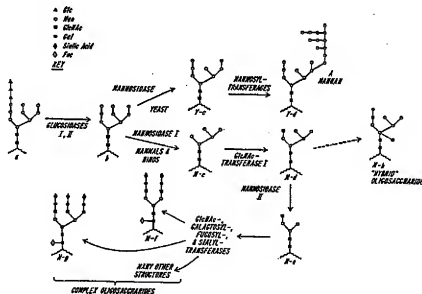 Glc
Man
GlcNAc
Gal
Sialic Acid
Fuc
KEY
MANNOSIDASE
YEAST
MANNOSYL-
TRANSFERASES
A
MANNAN
Y-c
Y-d
GLUCOSIDASES
I, II
a
b
MANNOSIDASE I
MAMMALS &
BIRDS
M-c
GlcNAc-
TRANSFERASE I
M-d
M-h
"HYBRID"
OLIGOSACCHARIDE
MANNOSIDASE
II
M-e
GlcNAc-,
GALACTOSYL-,
FUCOSYL-,
& SIALYL-
TRANSFERASES
M-f
M-g
MANY OTHER
STRUCTURES
COMPLEX OLIGOSACCHARIDES